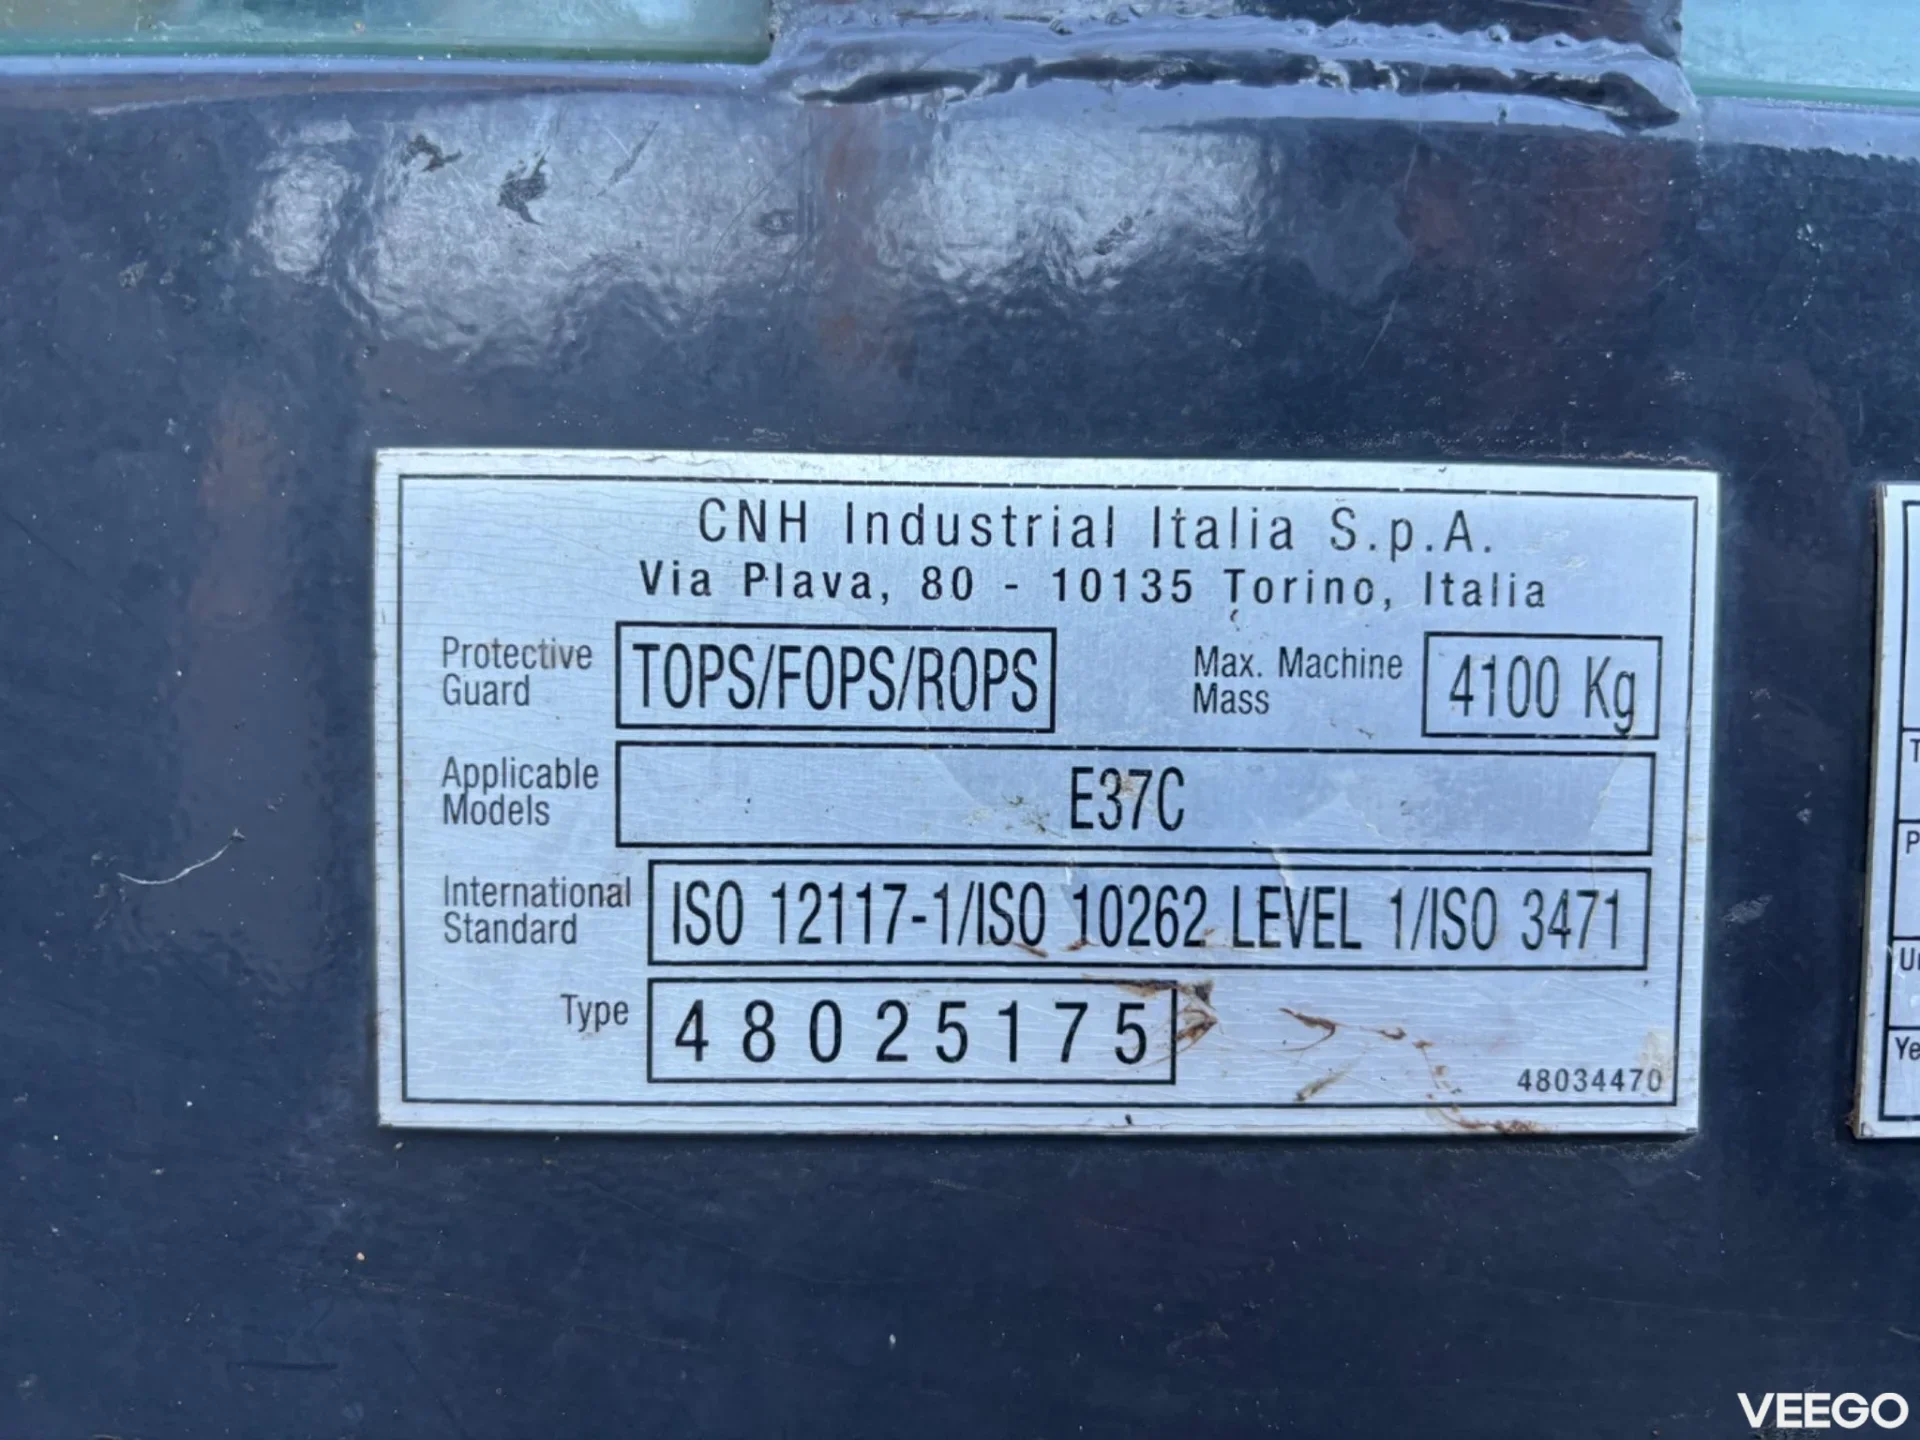 CNH Industrial Italia S.p.A.
Via Plava, 80 - 10135 Torino, Italia
Protective Guard TOPS/FOPS/ROPS Max. Machine Mass 4100 Kg
Applicable Models E37C
International Standard ISO 12117-1/ISO 10262 LEVEL 1/ISO 3471
Type 48025175
48034470
VEEGO